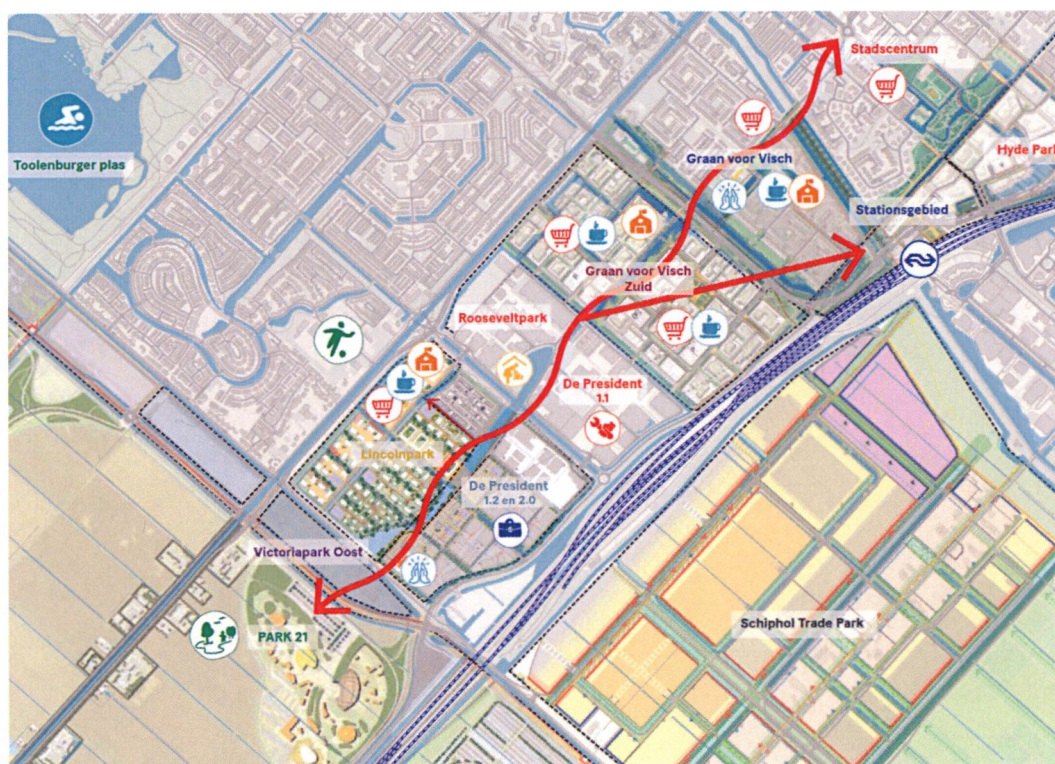 Stadscentrum
Hyde Park
Toolenburger plas
Graan voor Visch
Stationsgebied
Graan voor Visch
Zuid
Rooseveltpark
De President
1.1
Lincolnpark
De President
1.2 en 2.0
Victoriapark Oost
PARK 21
Schiphol Trade Park